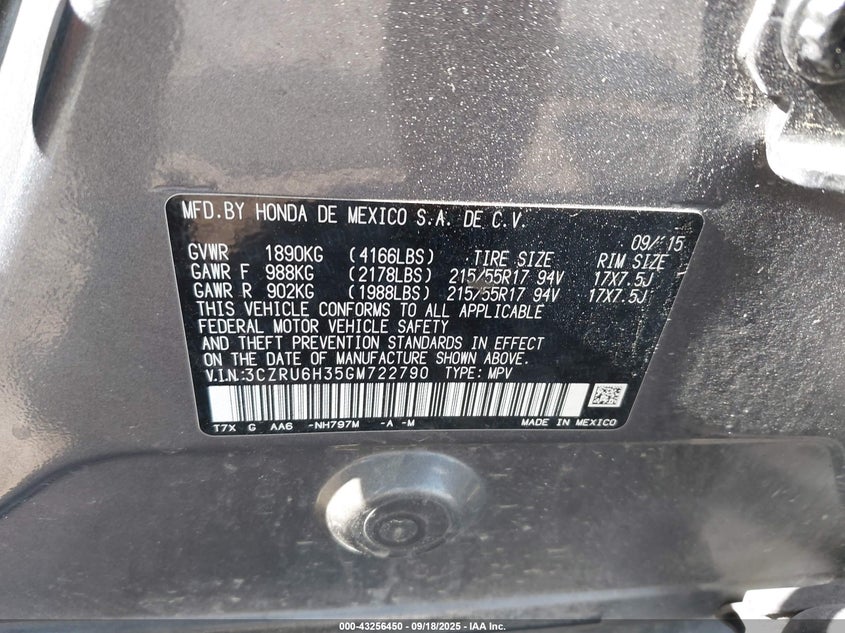 MFD.BY HONDA DE MEXICO S.A. DE C.V.
09/15
GVWR 1890KG (4166LBS) TIRE SIZE RIM SIZE
GAWR F 988KG (2178LBS) 215/55R17 94V 17X7.5J
GAWR R 902KG (1988LBS) 215/55R17 94V 17X7.5J
THIS VEHICLE CONFORMS TO ALL APPLICABLE
FEDERAL MOTOR VEHICLE SAFETY
AND THEFT PREVENTION STANDARDS IN EFFECT
ON THE DATE OF MANUFACTURE SHOWN ABOVE.
V.I.N.:3CZRU6H35GM722790 TYPE: MPV
T7X G AA6 -NH797M -A -M MADE IN MEXICO
000-43256450 - 09/18/2025 - IAA Inc.